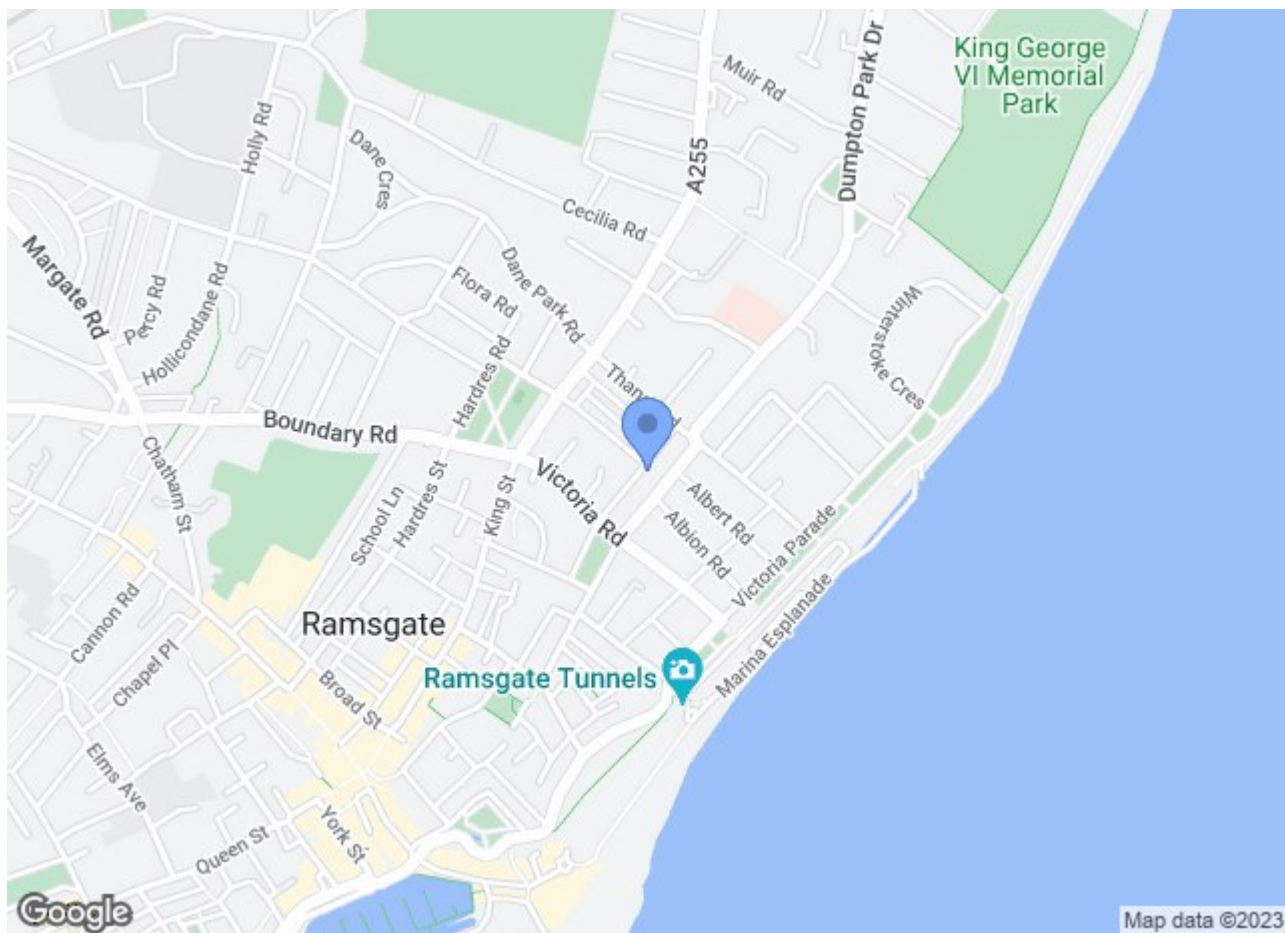 King George
VI Memorial
Park
Muir Rd
Dumpton Park Dr
Holly Rd
Dane Cres
A255
Cecilia Rd
Margate Rd
Percy Rd
Hollicondane Rd
Flora Rd
Dane Park Rd
Winterstoke Cres
Hardres Rd
Boundary Rd
Chatham St
School Ln
Hardres St
King St
Victoria Rd
Albert Rd
Albion Rd
Victoria Parade
Marina Esplanade
Cannon Rd
Chapel Pl
Ramsgate
Ramsgate Tunnels
Broad St
Elms Ave
York St
Queen St
Google
Map data ©2023